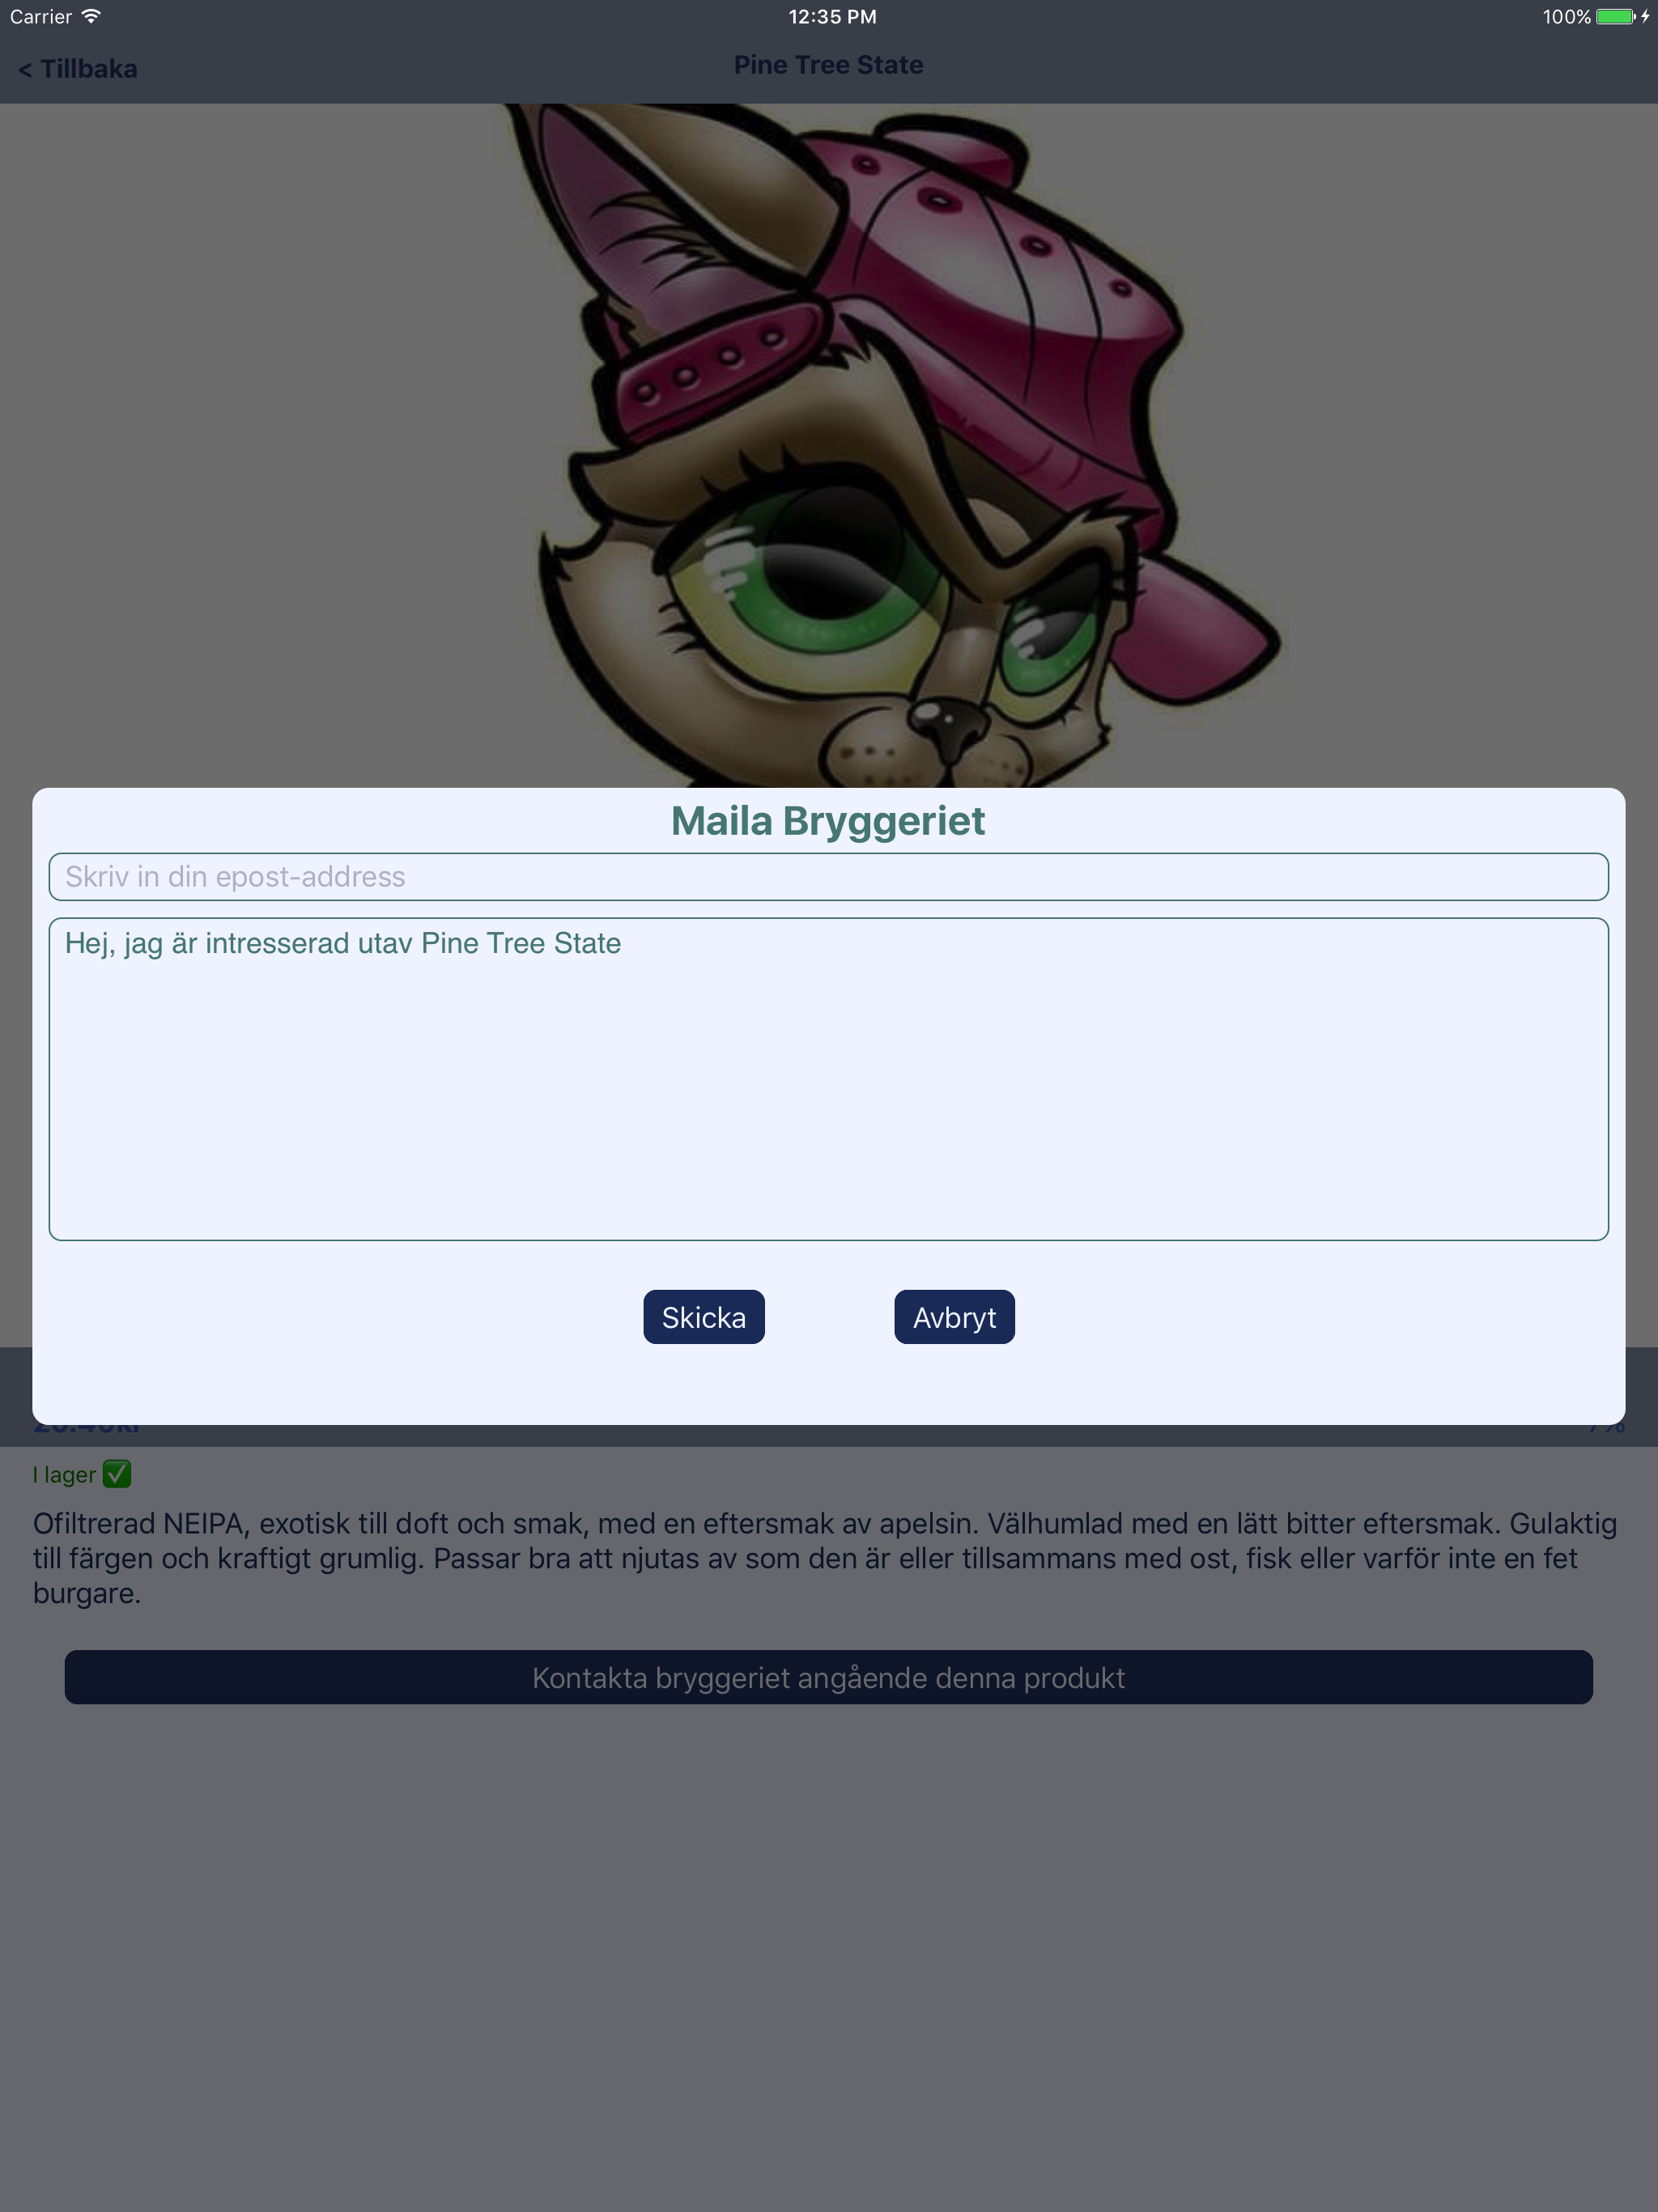 Carrier
12:35 PM
100%
< Tillbaka
Pine Tree State
Maila Bryggeriet
Skriv in din epost-address
Hej, jag är intresserad utav Pine Tree State
Skicka
Avbryt
I lager ✅
Ofiltrerad NEIPA, exotisk till doft och smak, med en eftersmak av apelsin. Välhumlad med en lätt bitter eftersmak. Gulaktig
till färgen och kraftigt grumlig. Passar bra att njutas av som den är eller tillsammans med ost, fisk eller varför inte en fet
burgare.
Kontakta bryggeriet angående denna produkt